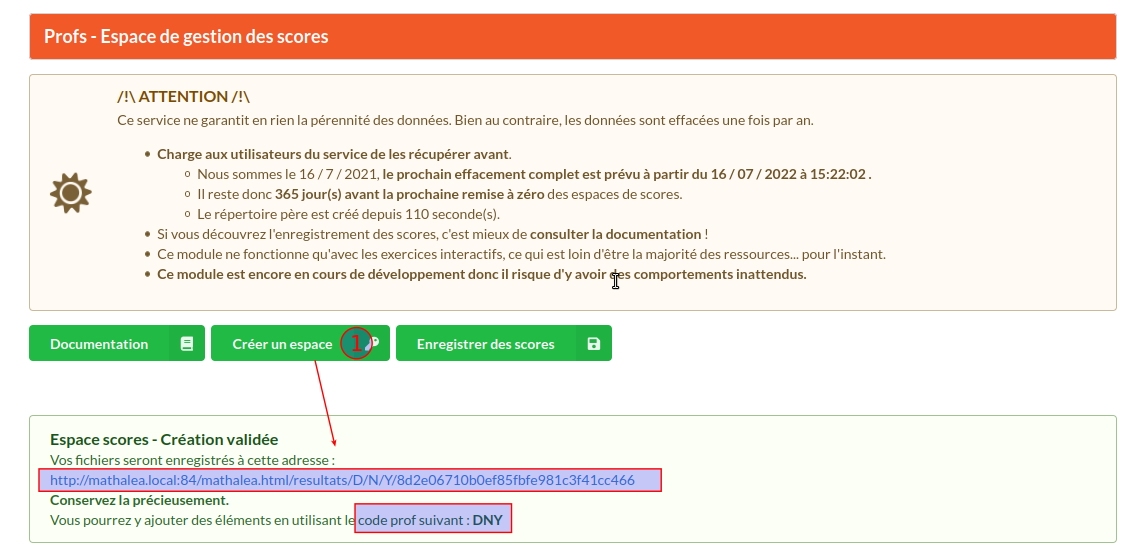 Profs - Espace de gestion des scores
/!\ ATTENTION /!\
Ce service ne garantit en rien la pérennité des données. Bien au contraire, les données sont effacées une fois par an.
Charge aux utilisateurs du service de les récupérer avant.
Nous sommes le 16 / 7 / 2021, le prochain effacement complet est prévu à partir du 16 / 07 / 2022 à 15:22:02 .
Il reste donc 365 jour(s) avant la prochaine remise à zéro des espaces de scores.
Le répertoire père est créé depuis 110 seconde(s).
Si vous découvrez l'enregistrement des scores, c'est mieux de consulter la documentation !
Ce module ne fonctionne qu'avec les exercices interactifs, ce qui est loin d'être la majorité des ressources... pour l'instant.
Ce module est encore en cours de développement donc il risque d'y avoir des comportements inattendus.
Documentation
Créer un espace 1
Enregistrer des scores
Espace scores - Création validée
Vos fichiers seront enregistrés à cette adresse :
http://mathalea.local:84/mathalea.html/resultats/D/N/Y/8d2e06710b0ef85fbfe981c3f41cc466
Conservez la précieusement.
Vous pourrez y ajouter des éléments en utilisant le code prof suivant : DNY